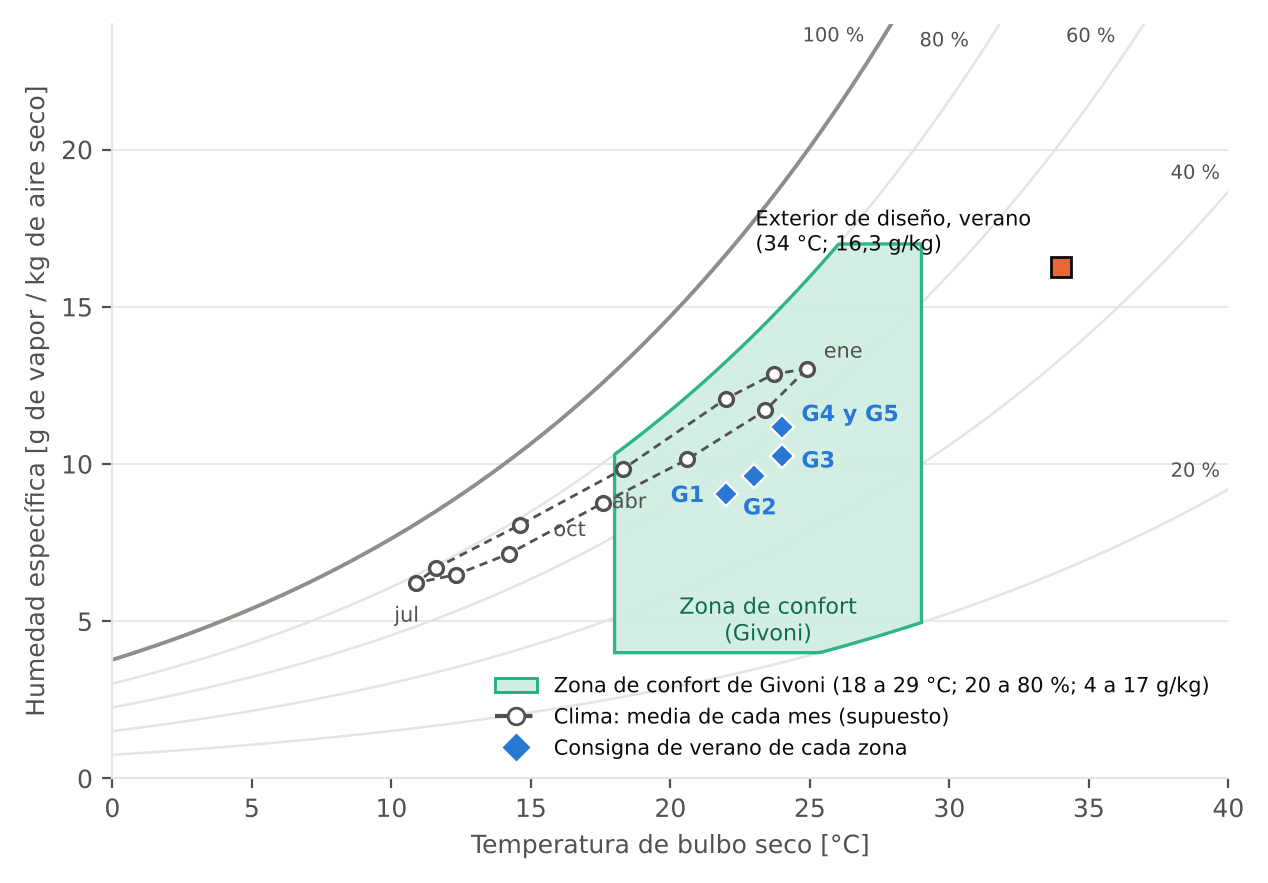 100 %
80 %
60 %
40 %
20 %
Exterior de diseño, verano
(34 °C; 16,3 g/kg)
ene
G4 y G5
G3
G1
G2
abr
oct
jul
Zona de confort
(Givoni)
Zona de confort de Givoni (18 a 29 °C; 20 a 80 %; 4 a 17 g/kg)
Clima: media de cada mes (supuesto)
Consigna de verano de cada zona
Humedad específica [g de vapor / kg de aire seco]
20
15
10
5
0
0 5 10 15 20 25 30 35 40
Temperatura de bulbo seco [°C]